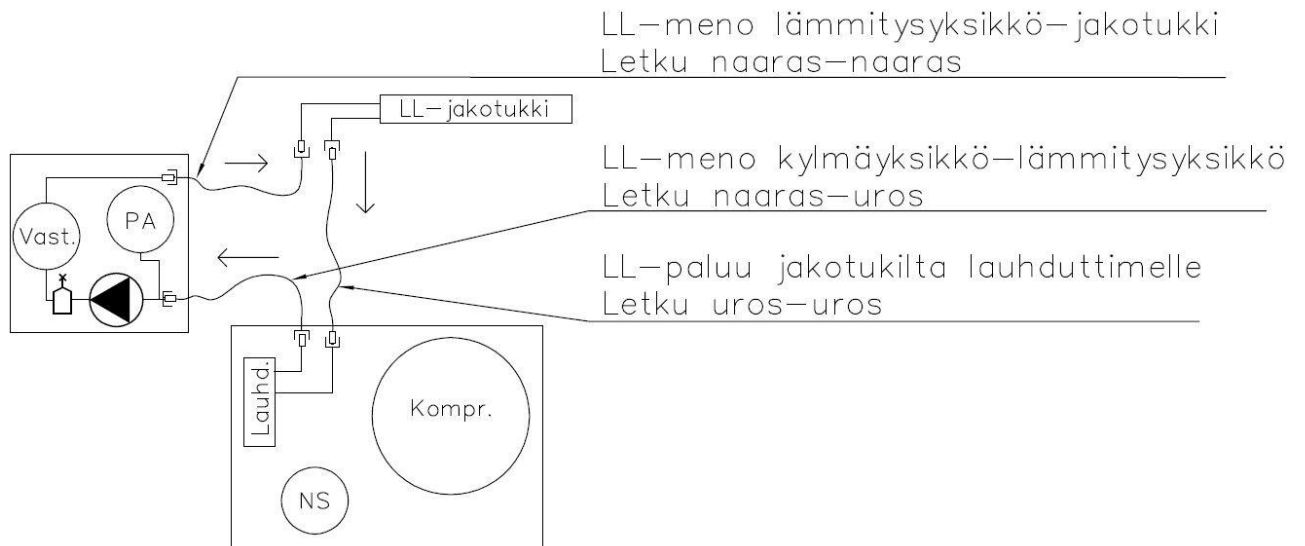 LL-meno lämmitysyksikkö-jakotukki
Letku naaras-naaras
LL-jakotukki
LL-meno kylmäyksikkö-lämmitysyksikkö
Letku naaras-uros
PA
Vast.
LL-paluu jakotukilta lauhduttimelle
Letku uros-uros
Lauhd.
Kompr.
NS